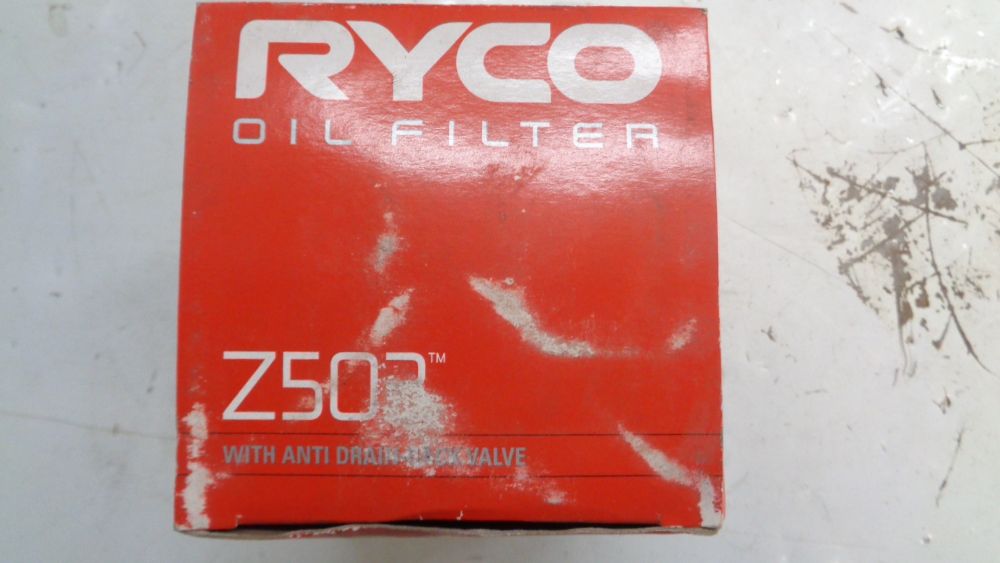 RYCO
OIL FILTER
WITH ANTI DRAIN-BACK VALVE